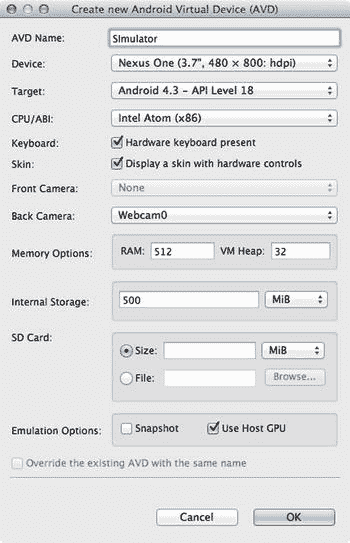 Create new Android Virtual Device (AVD)
AVD Name: SImulator
Device: Nexus One (3.7", 480 × 800: hdpi)
Target: Android 4.3 - API Level 18
CPU/ABI: Intel Atom (x86)
Keyboard: Hardware keyboard present
Skin: Display a skin with hardware controls
Front Camera: None
Back Camera: Webcam0
Memory Options: RAM: 512 VM Heap: 32
Internal Storage: 500 MiB
SD Card:
Size: MiB
File: Browse...
Emulation Options: Snapshot Use Host GPU
Override the existing AVD with the same name
Cancel OK